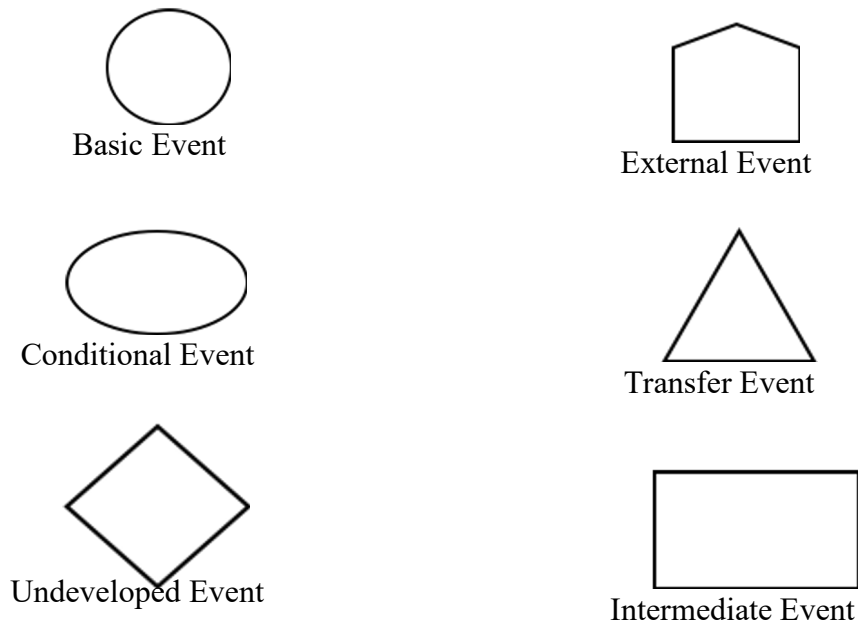 Basic Event
External Event
Conditional Event
Transfer Event
Undeveloped Event
Intermediate Event